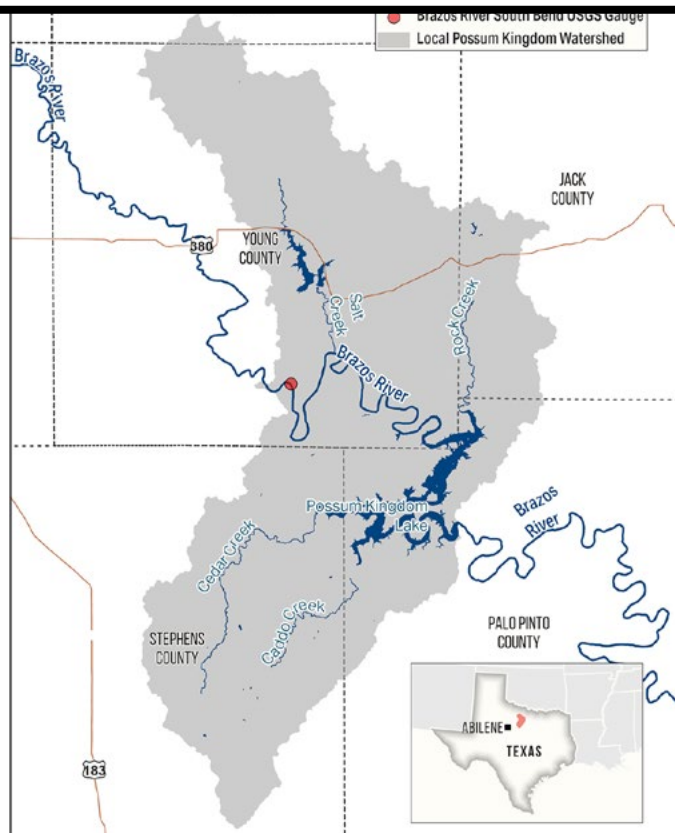 Brazos River South Bend USGS Gauge
Local Possum Kingdom Watershed
Brazos River
JACK
COUNTY
380
YOUNG
COUNTY
Salt
Creek
Rock Creek
Brazos River
Possum Kingdom
Lake
Brazos
River
Cedar Creek
Caddo Creek
STEPHENS
COUNTY
PALO PINTO
COUNTY
ABILENE
TEXAS
183